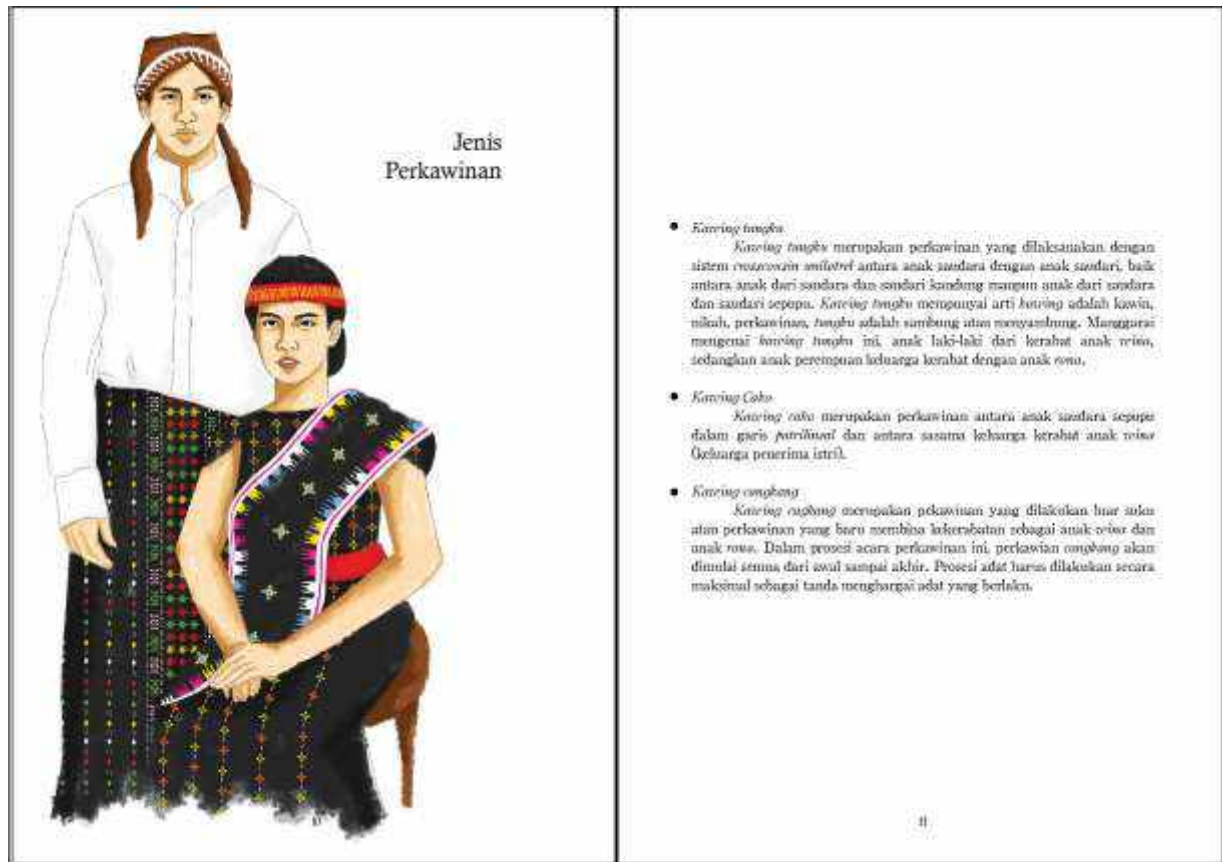 Jenis
Perkawinan
Kawing tungku
Kawing tungku merupakan perkawinan yang dilaksanakan dengan
sistem antara anak saudara dengan anak saudari, baik
antara anak dari saudara dan saudari kandung maupun anak dari saudara
dan saudari sepupu. Kawing tungku mempunyai arti kawing adalah kawin,
nikah, perkawinan, tungku adalah sambung atau menyambung. Manggarai
mengenai kawing tungku ini, anak laki-laki dari kerabat anak wina,
sedangkan anak perempuan keluarga kerabat dengan anak rona.
Kawing Cako
Kawing cako merupakan perkawinan antara anak saudara sepupu
dalam garis patrilineal dan antara sesama keluarga kerabat anak wina
(keluarga penerima istri).
Kawing cangkang
Kawing merupakan pekawinan yang dilakukan luar suku
atau perkawinan yang baru membina kekerabatan sebagai anak wina dan
anak rona. Dalam prosesi acara perkawinan ini, perkawian cangkang akan
dimulai semua dari awal sampai akhir. Prosesi adat harus dilakukan secara
maksimal sebagai tanda menghargai adat yang berlaku.
10
11